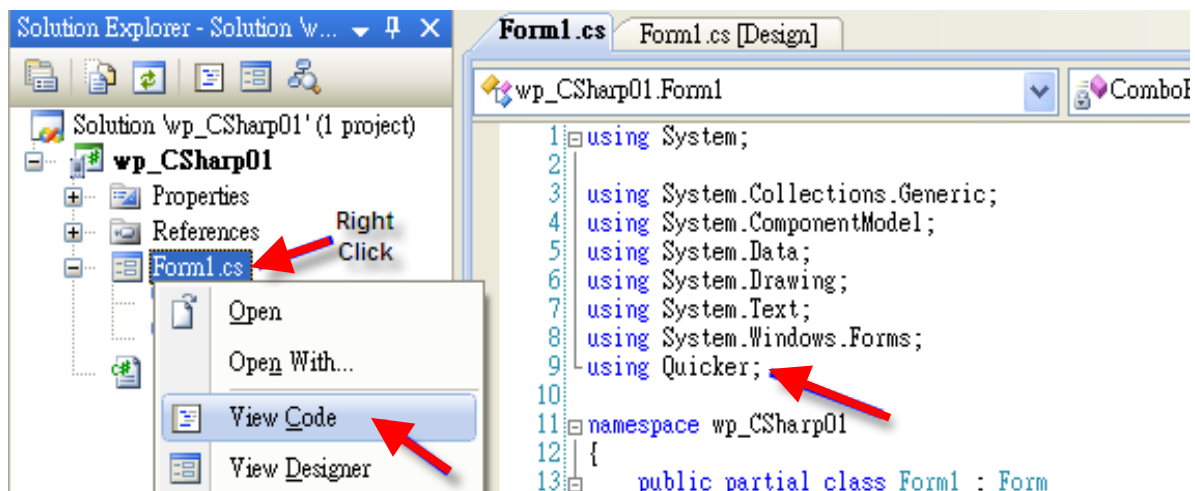 Solution Explorer - Solution 'w...
Solution 'wp_CSharp01' (1 project)
wp_CSharp01
Properties
References
Form1.cs
Right
Click
Open
Open With...
View Code
View Designer
Form1.cs
Form1.cs [Design]
wp_CSharp01.Form1
1 using System;
2
3 using System.Collections.Generic;
4 using System.ComponentModel;
5 using System.Data;
6 using System.Drawing;
7 using System.Text;
8 using System.Windows.Forms;
9 using Quicker;
10
11 namespace wp_CSharp01
12 {
13 public partial class Form1 : Form